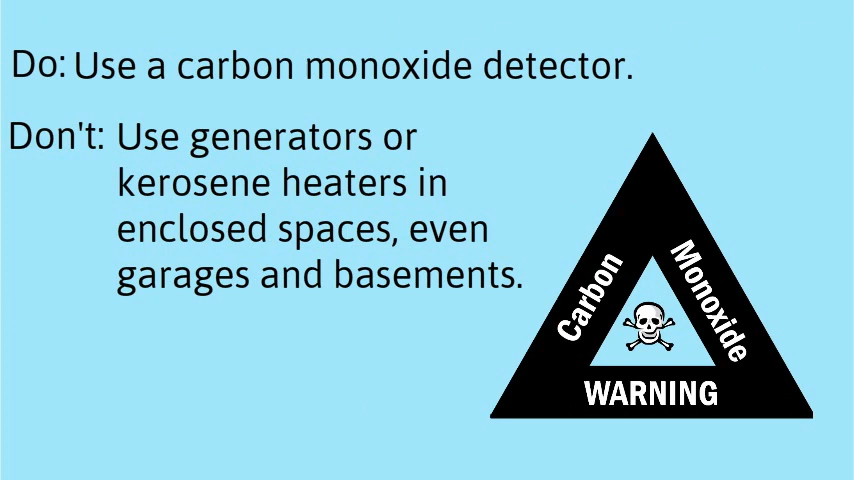 Do: Use a carbon monoxide detector.
Don't: Use generators or
kerosene heaters in
enclosed spaces, even
garages and basements.
Carbon
Monoxide
WARNING